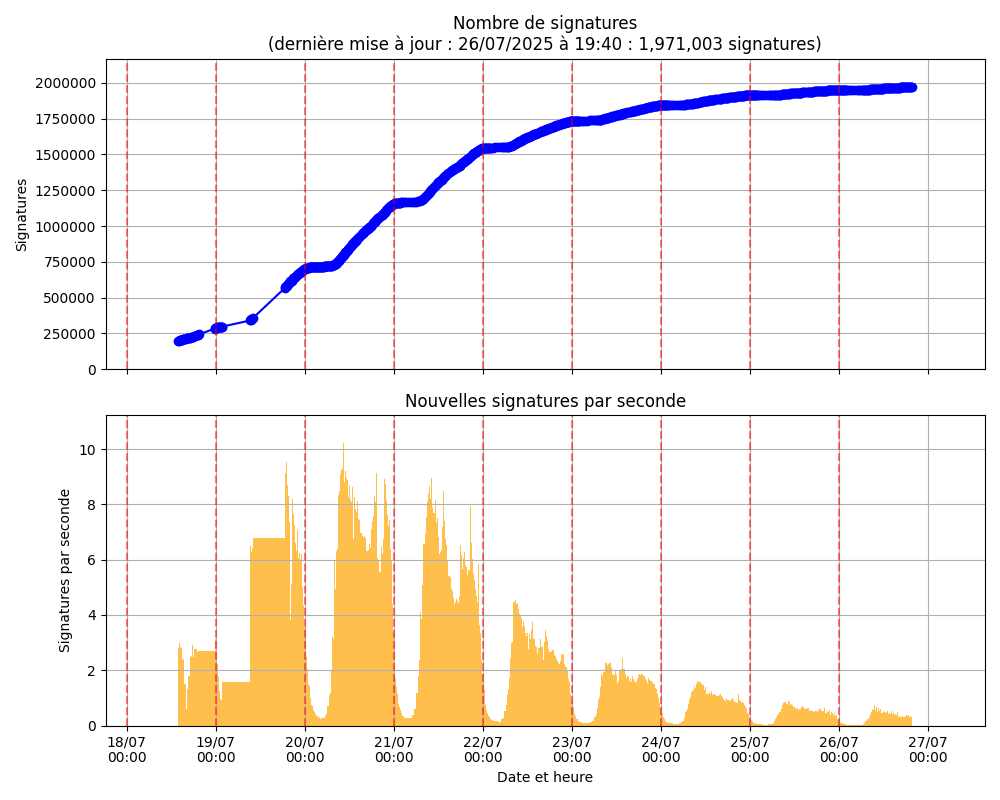 Nombre de signatures
(dernière mise à jour : 26/07/2025 à 19:40 : 1,971,003 signatures)
2000000
1750000
1500000
1250000
1000000
750000
500000
250000
0
Signatures
Nouvelles signatures par seconde
10
8
6
4
2
0
Signatures par seconde
18/07 19/07 20/07 21/07 22/07 23/07 24/07 25/07 26/07 27/07
00:00 00:00 00:00 00:00 00:00 00:00 00:00 00:00 00:00 00:00
Date et heure